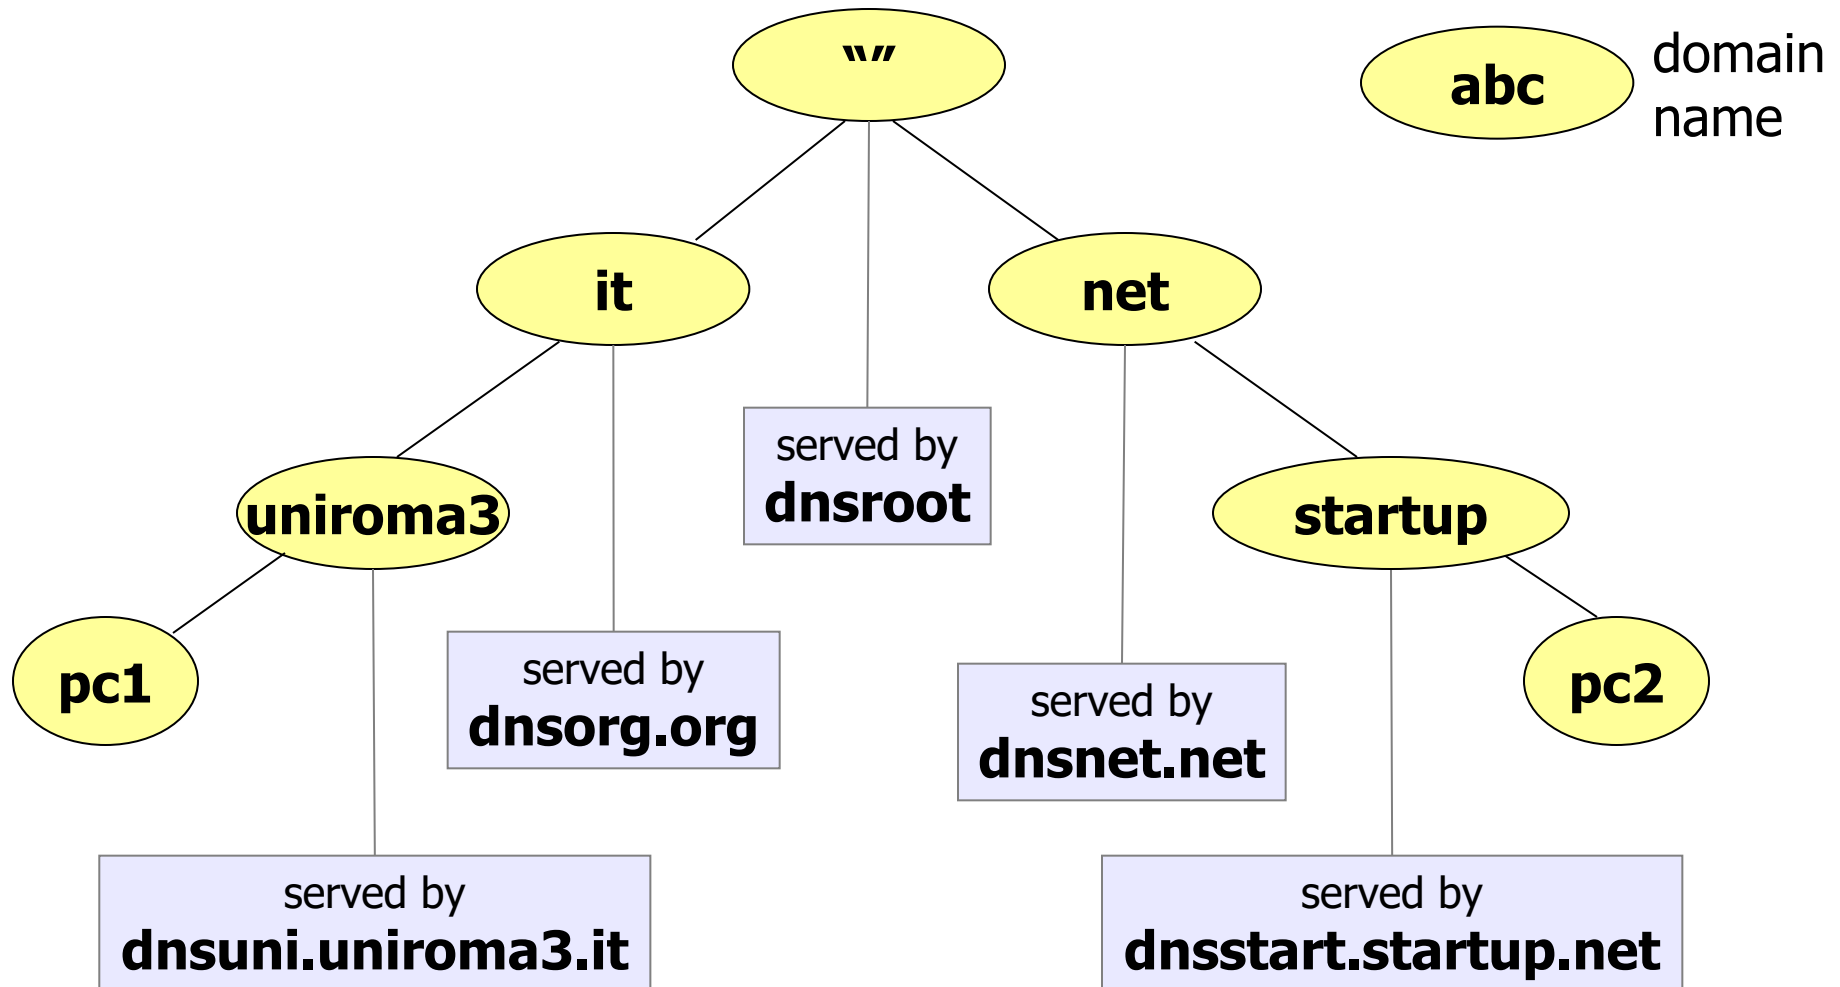 “”
abc
domain
name
it
net
served by
dnsroot
uniroma3
startup
pc1
served by
dnsorg.org
served by
dnsnet.net
pc2
served by
dnsuni.uniroma3.it
served by
dnsstart.startup.net